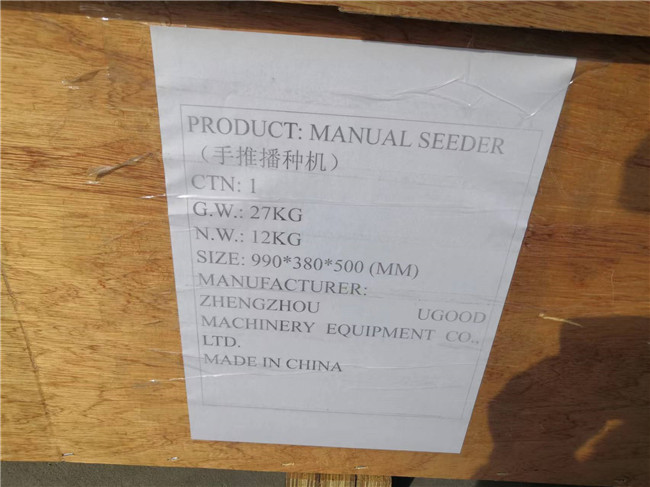 PRODUCT: MANUAL SEEDER
（手推播种机）
CTN: 1
G.W.: 27KG
N.W.: 12KG
SIZE: 990*380*500 (MM)
MANUFACTURER:
ZHENGZHOU UGOOD
MACHINERY EQUIPMENT CO.,
LTD.
MADE IN CHINA